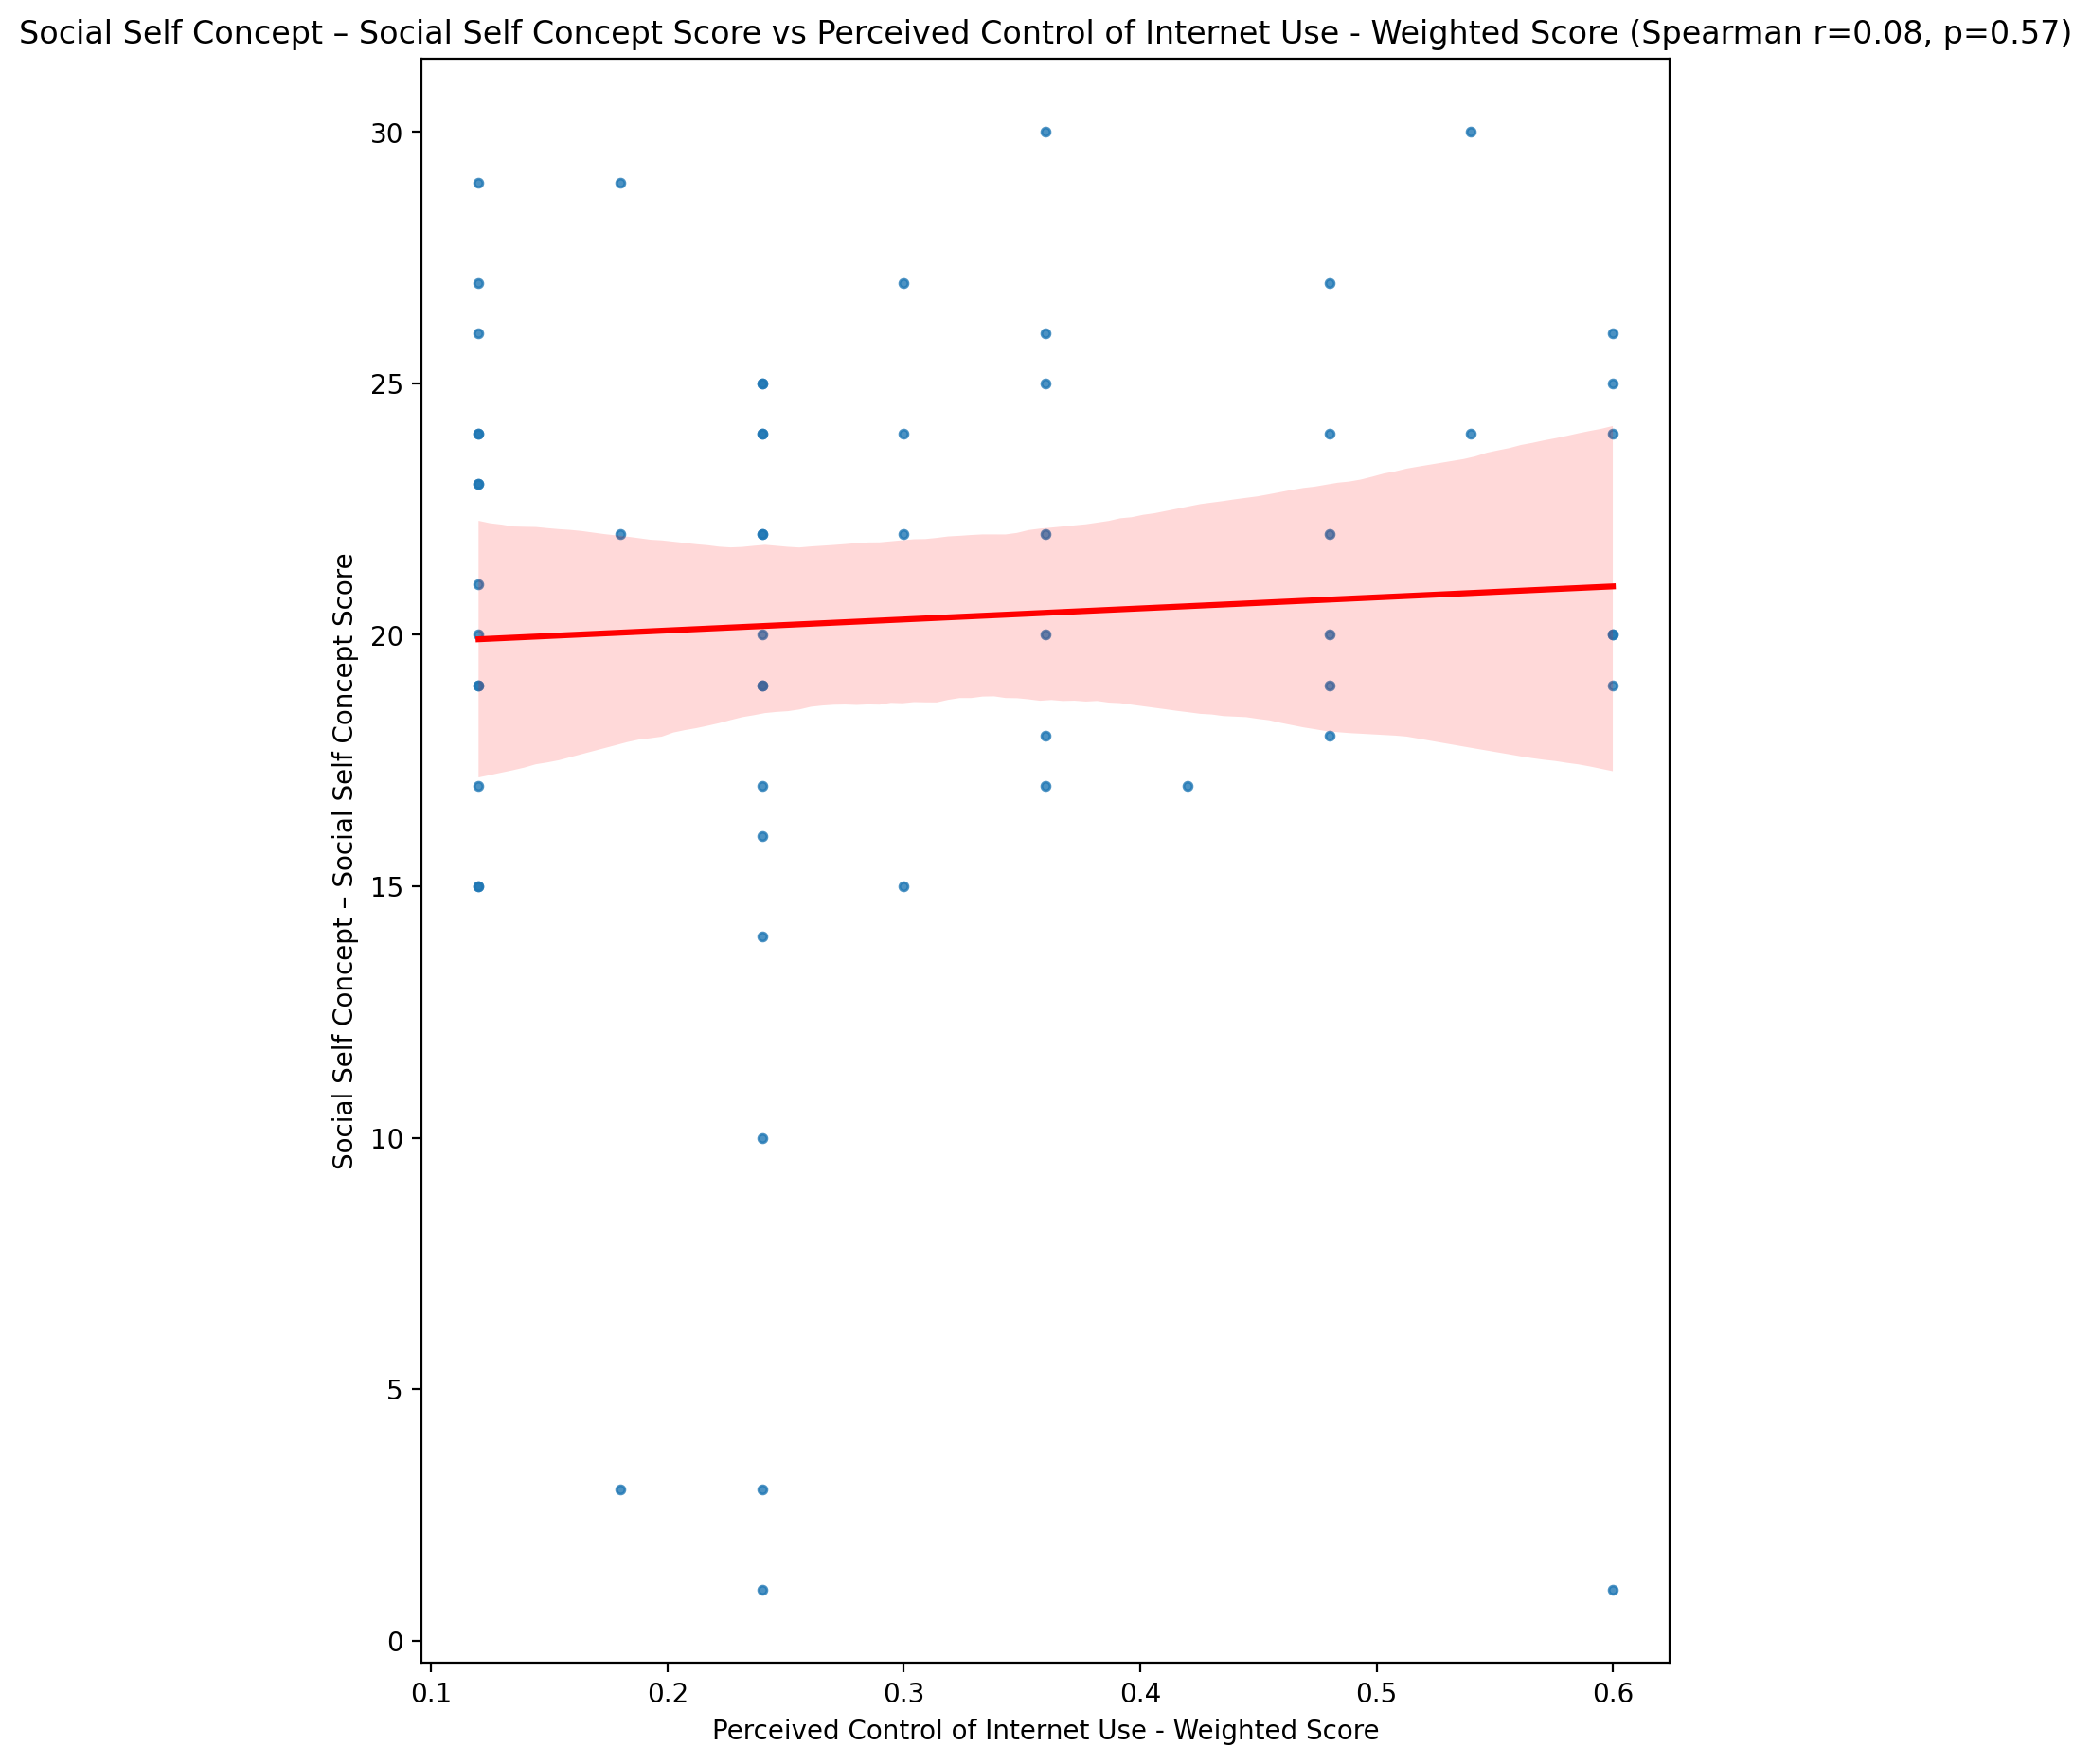 Social Self Concept – Social Self Concept Score vs Perceived Control of Internet Use - Weighted Score (Spearman r=0.08, p=0.57)
Social Self Concept – Social Self Concept Score
30
25
20
15
10
5
0
0.1 0.2 0.3 0.4 0.5 0.6
Perceived Control of Internet Use - Weighted Score